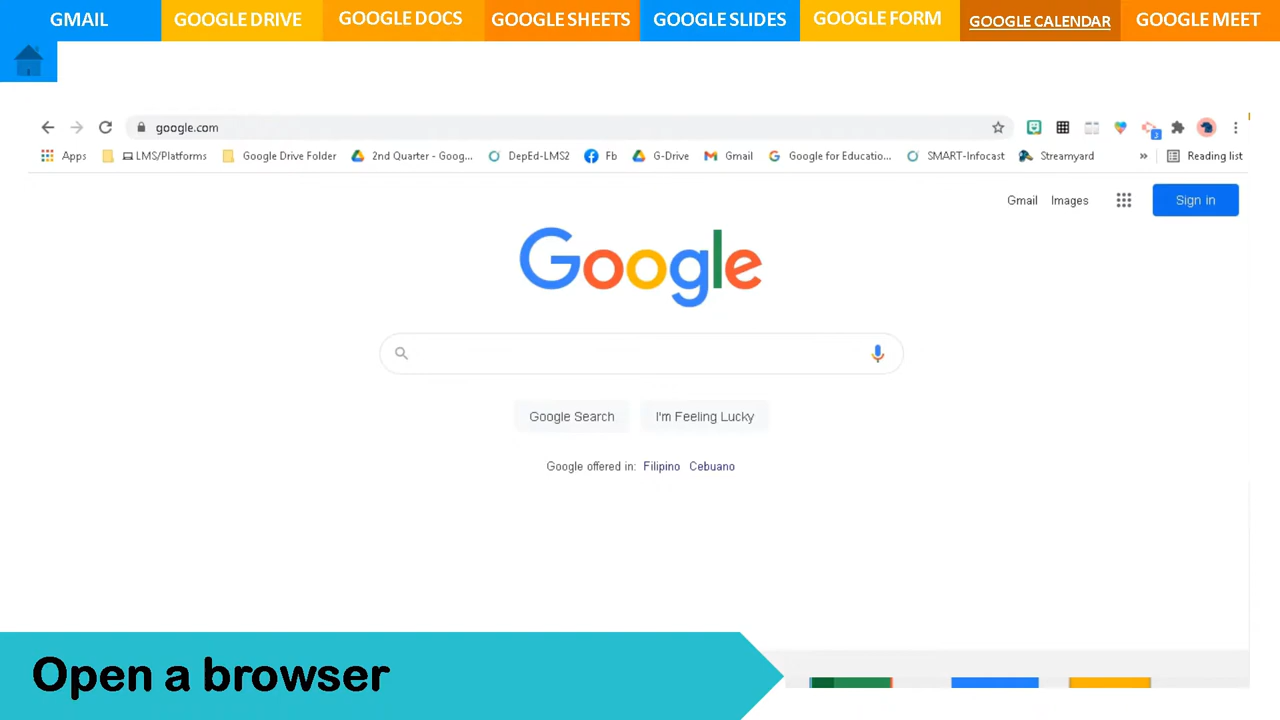 GMAIL GOOGLE DRIVE GOOGLE DOCS GOOGLE SHEETS GOOGLE SLIDES GOOGLE FORM GOOGLE CALENDAR GOOGLE MEET
google.com
Apps LMS/Platforms Google Drive Folder 2nd Quarter - Goog... DepEd-LMS2 Fb G-Drive Gmail Google for Educatio... SMART-Infocast Streamyard » Reading list
Gmail Images Sign in
Google
Google Search I'm Feeling Lucky
Google offered in: Filipino Cebuano
Open a browser